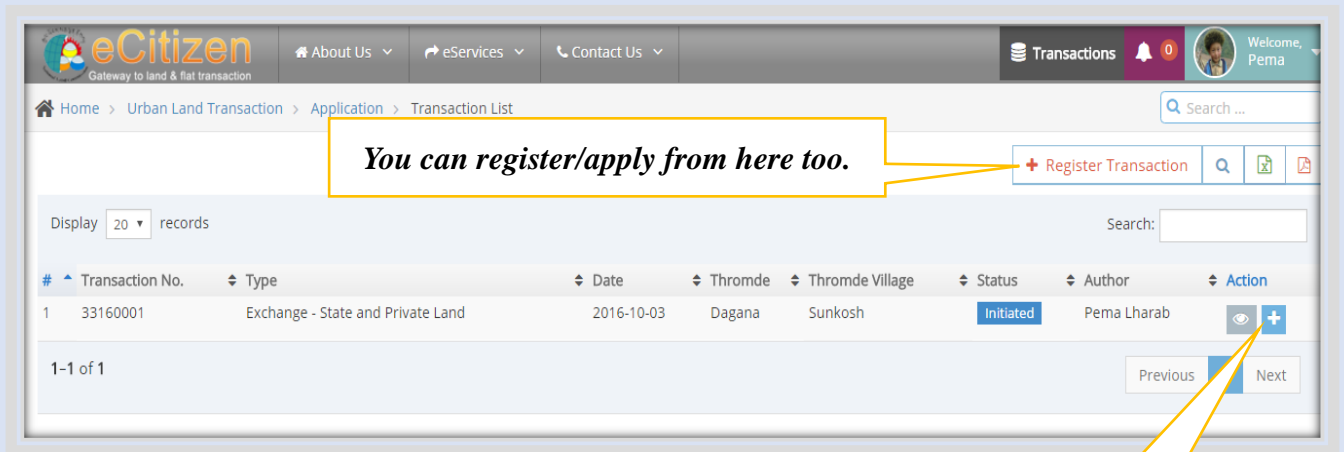 eCitizen
Gateway to land & flat transaction
About Us
eServices
Contact Us
Transactions
0
Welcome,
Pema
Home > Urban Land Transaction > Application > Transaction List
Search ...
You can register/apply from here too.
+ Register Transaction
Display 20 records
Search:
# Transaction No. Type Date Thromde Thromde Village Status Author Action
1 33160001 Exchange - State and Private Land 2016-10-03 Dagana Sunkosh Initiated Pema Lharab
1-1 of 1
Previous
Next